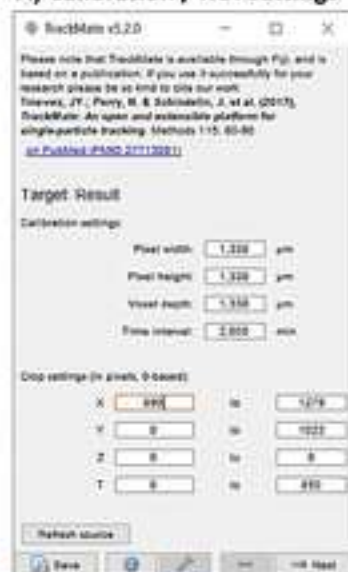 TrackMate v5.2.0
Please note that TrackMate is available through Fiji, and is
based on a publication. If you use it successfully for your
research please be so kind to cite our work:
Tinevez, JY.; Perry, N. & Schindelin, J. et al. (2017),
TrackMate: An open and extensible platform for
single-particle tracking. Methods 115: 80-90
on PubMed (PMID 27713081)
Target: Result
Calibration settings:
Pixel width: µm
Pixel height: µm
Voxel depth: µm
Time interval: min
Crop settings (in pixels, 0-based):
X to 1279
Y 0 to 1023
Z 0 to 0
T 0 to
Refresh source
Save Next